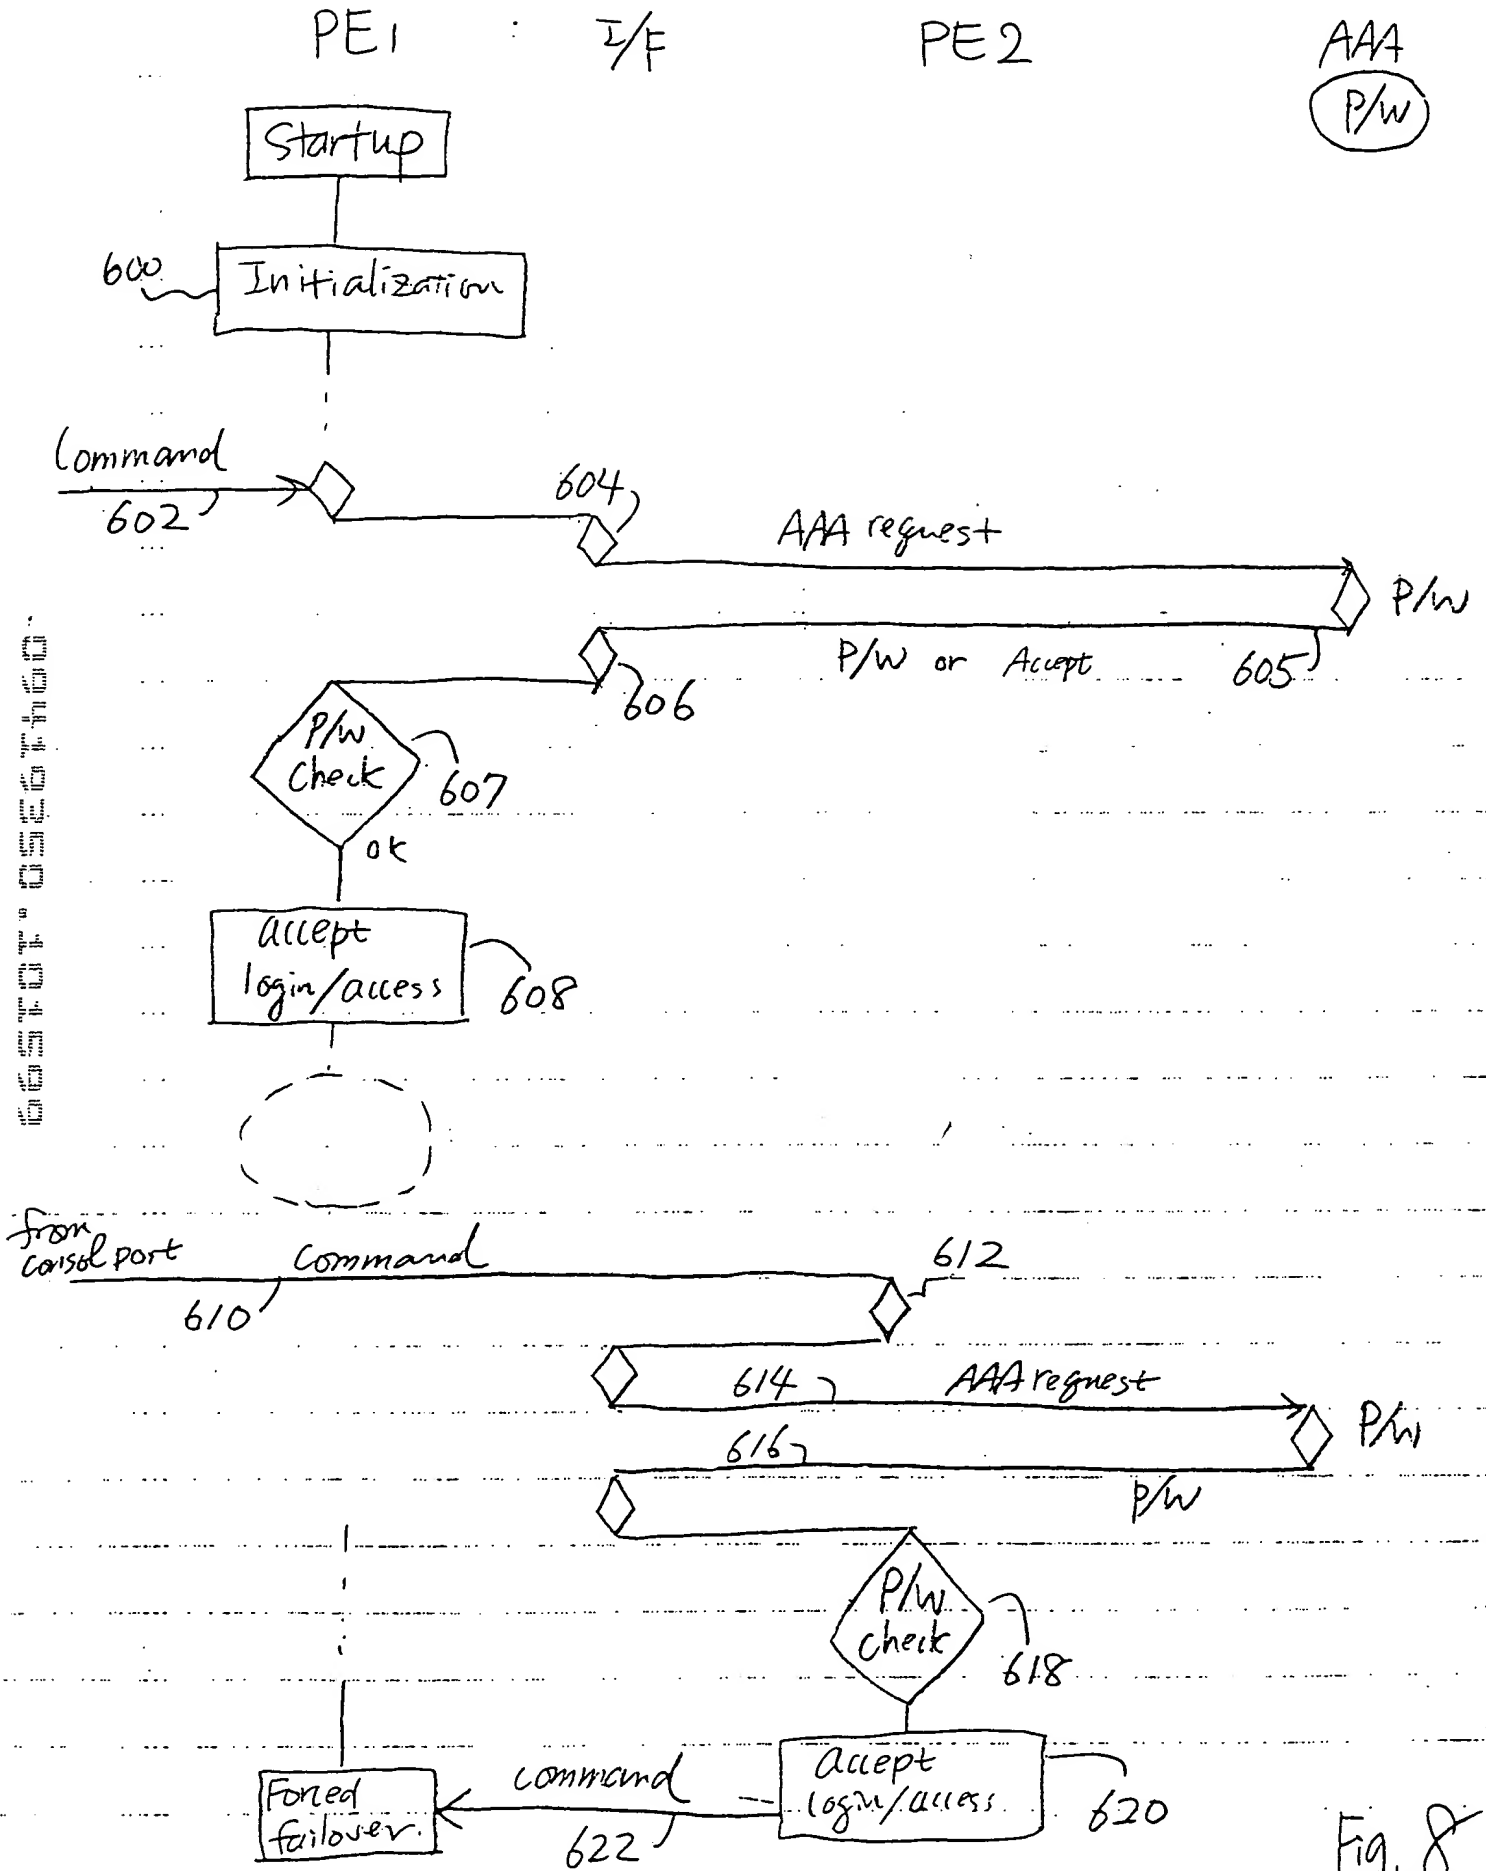 PE1 I/F PE2 AAA
P/W
Startup
600 Initialization
Command
602
604
AAA request
P/W
P/W or Accept
605
606
P/W
check
607
OK
accept
login/access
608
from
consol port
command
610
612
614 AAA request
P/W
616
P/W
P/W
check
618
accept
login/access
620
command
622
Forced
failover.
Fig. 8